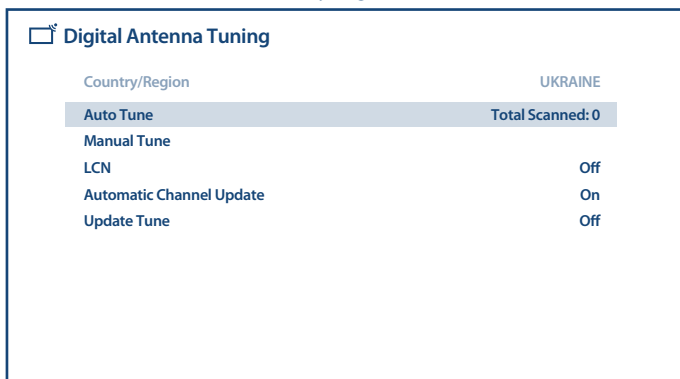 Digital Antenna Tuning
Country/Region UKRAINE
Auto Tune Total Scanned: 0
Manual Tune
LCN Off
Automatic Channel Update On
Update Tune Off